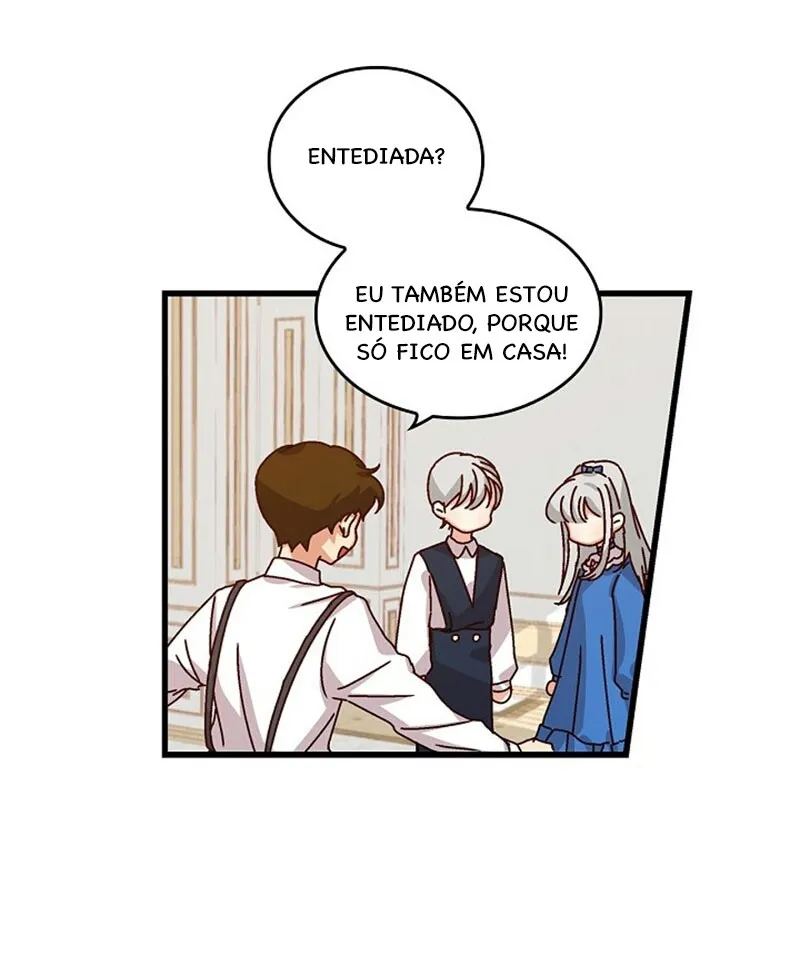 ENTEDIADA?
EU TAMBÉM ESTOU
ENTEDIADO, PORQUE
SÓ FICO EM CASA!